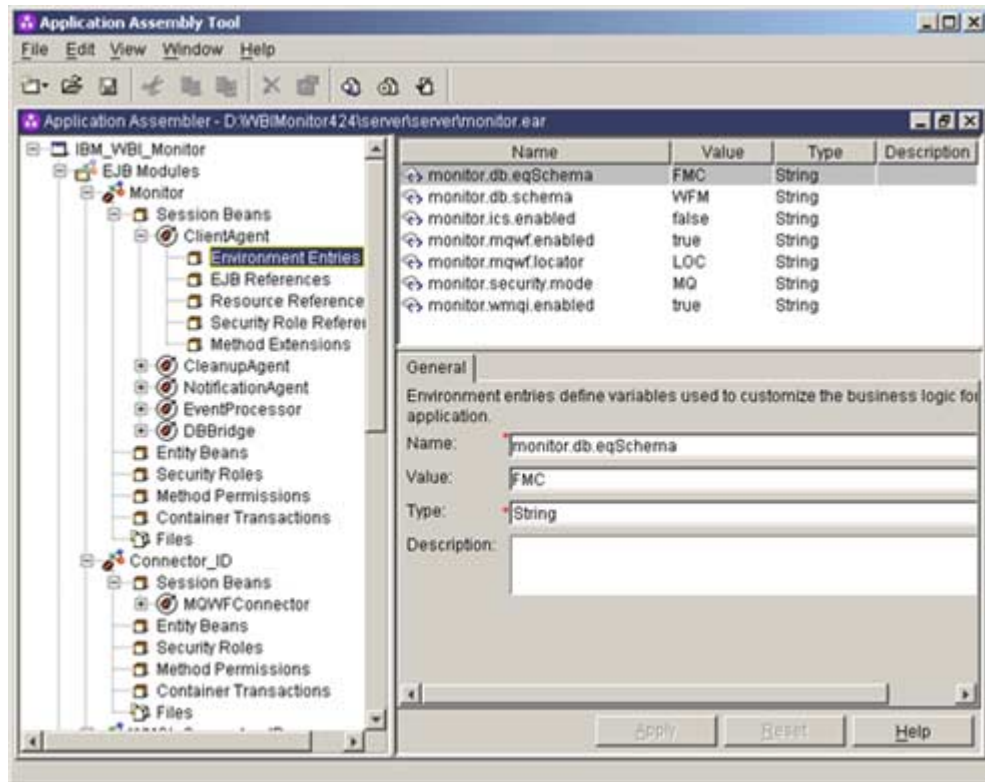 Application Assembly Tool
File Edit View Window Help
Application Assembler - D:\WBIMonitor424\server\server\monitor.ear
IBM_WBI_Monitor
EJB Modules
Monitor
Session Beans
ClientAgent
Environment Entries
EJB References
Resource Reference
Security Role Referen
Method Extensions
CleanupAgent
NotificationAgent
EventProcessor
DBBridge
Entity Beans
Security Roles
Method Permissions
Container Transactions
Files
Connector_ID
Session Beans
MQWFConnector
Entity Beans
Security Roles
Method Permissions
Container Transactions
Files
Name Value Type Description
monitor.db.eqSchema FMC String
monitor.db.schema WFM String
monitor.ics.enabled false String
monitor.mqwf.enabled true String
monitor.mqwf.locator LOC String
monitor.security.mode MQ String
monitor.wmqi.enabled true String
General
Environment entries define variables used to customize the business logic for
application.
Name: *monitor.db.eqSchema
Value: FMC
Type: *String
Description:
Apply Reset Help